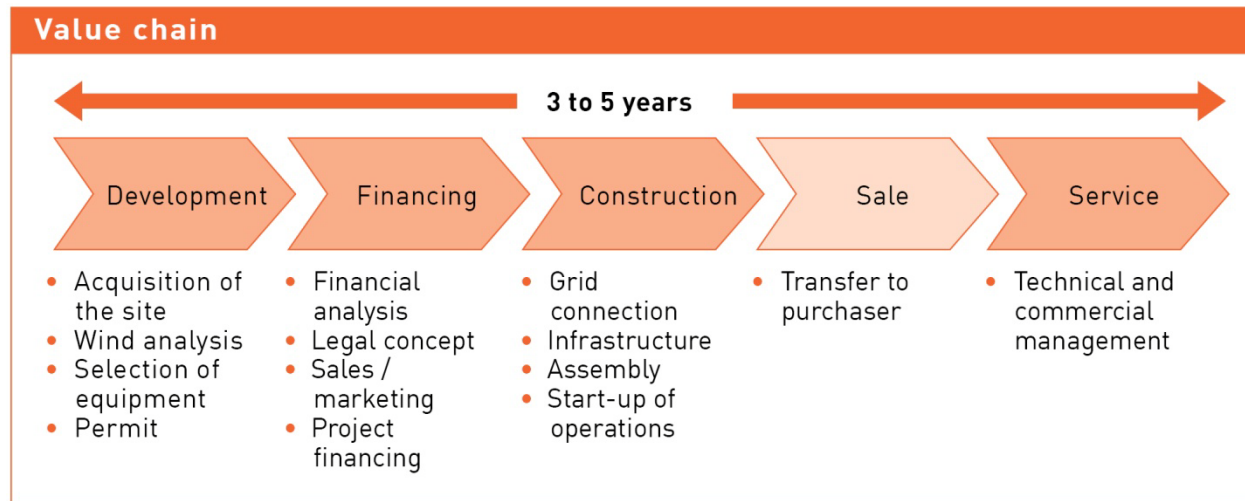 Value chain
3 to 5 years
Development
Financing
Construction
Sale
Service
• Acquisition of
the site
• Wind analysis
• Selection of
equipment
• Permit
• Financial
analysis
• Legal concept
• Sales /
marketing
• Project
financing
• Grid
connection
• Infrastructure
• Assembly
• Start-up of
operations
• Transfer to
purchaser
• Technical and
commercial
management